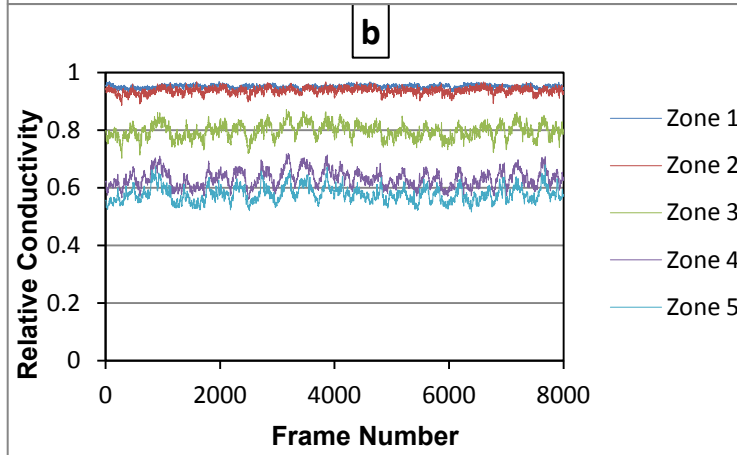 b
1
0.8
0.6
0.4
0.2
0
0
2000
4000
6000
8000
Relative Conductivity
Frame Number
Zone 1
Zone 2
Zone 3
Zone 4
Zone 5